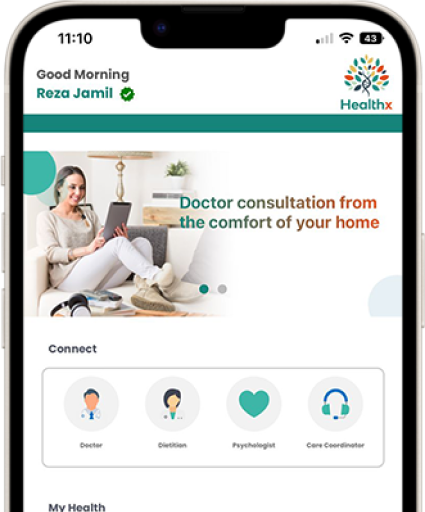 11:10
43
Good Morning
Reza Jamil
Healthx
Doctor consultation from
the comfort of your home
Connect
Doctor
Dietitian
Psychologist
Care Coordinator
My Health